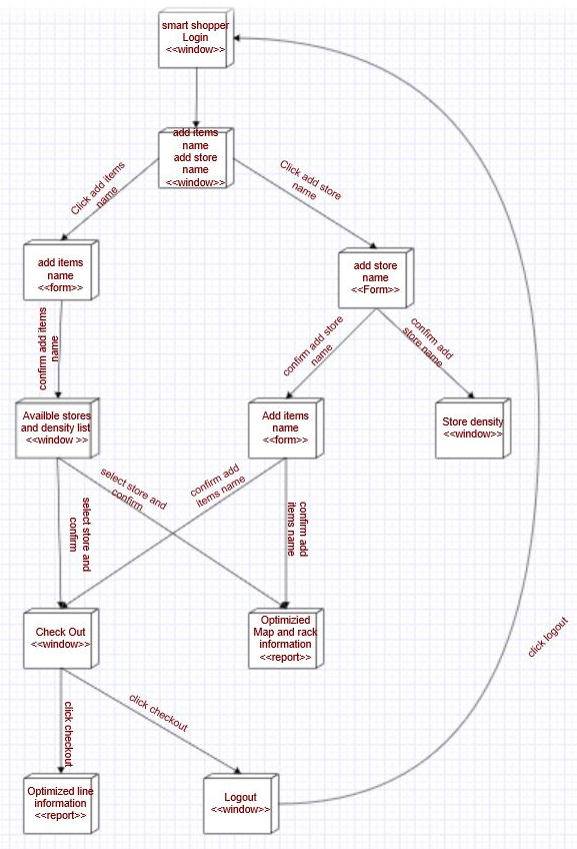 smart shopper
Login
<<window>>
add items
name
add store
name
<<window>>
Click add items
name
Click add store
name
add items
name
<<form>>
add store
name
<<Form>>
confirm add items
name
confirm add store
name
confirm add
store name
Availble stores
and density list
<<window >>
Add items
name
<<form>>
Store density
<<window>>
select store and
confirm
select store and
confirm
confirm add
items name
confirm add
items name
Check Out
<<window>>
Optimizied
Map and rack
information
<<report>>
click logout
click checkout
click checkout
Optimized line
information
<<report>>
Logout
<<window>>